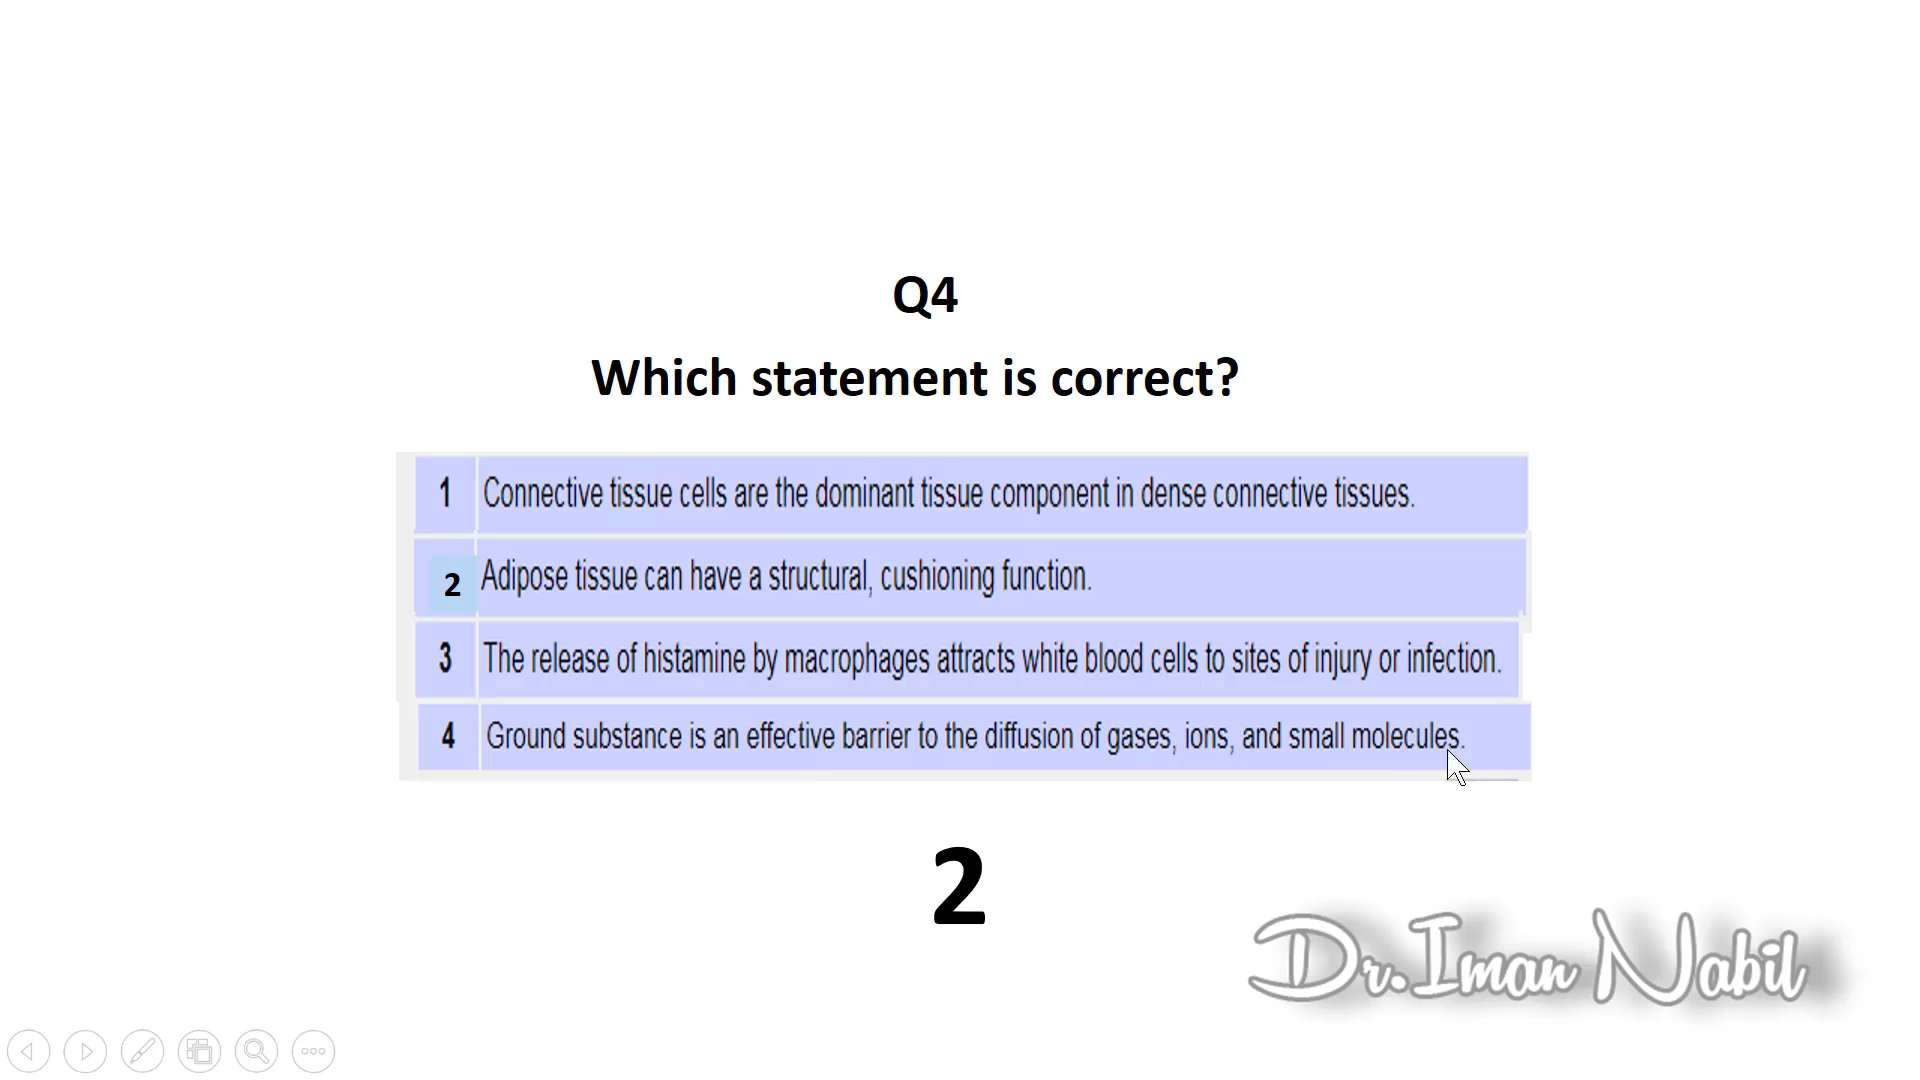 Q4
Which statement is correct?
1 Connective tissue cells are the dominant tissue component in dense connective tissues.
2 Adipose tissue can have a structural, cushioning function.
3 The release of histamine by macrophages attracts white blood cells to sites of injury or infection.
4 Ground substance is an effective barrier to the diffusion of gases, ions, and small molecules.
2
Dr.Iman Nabil